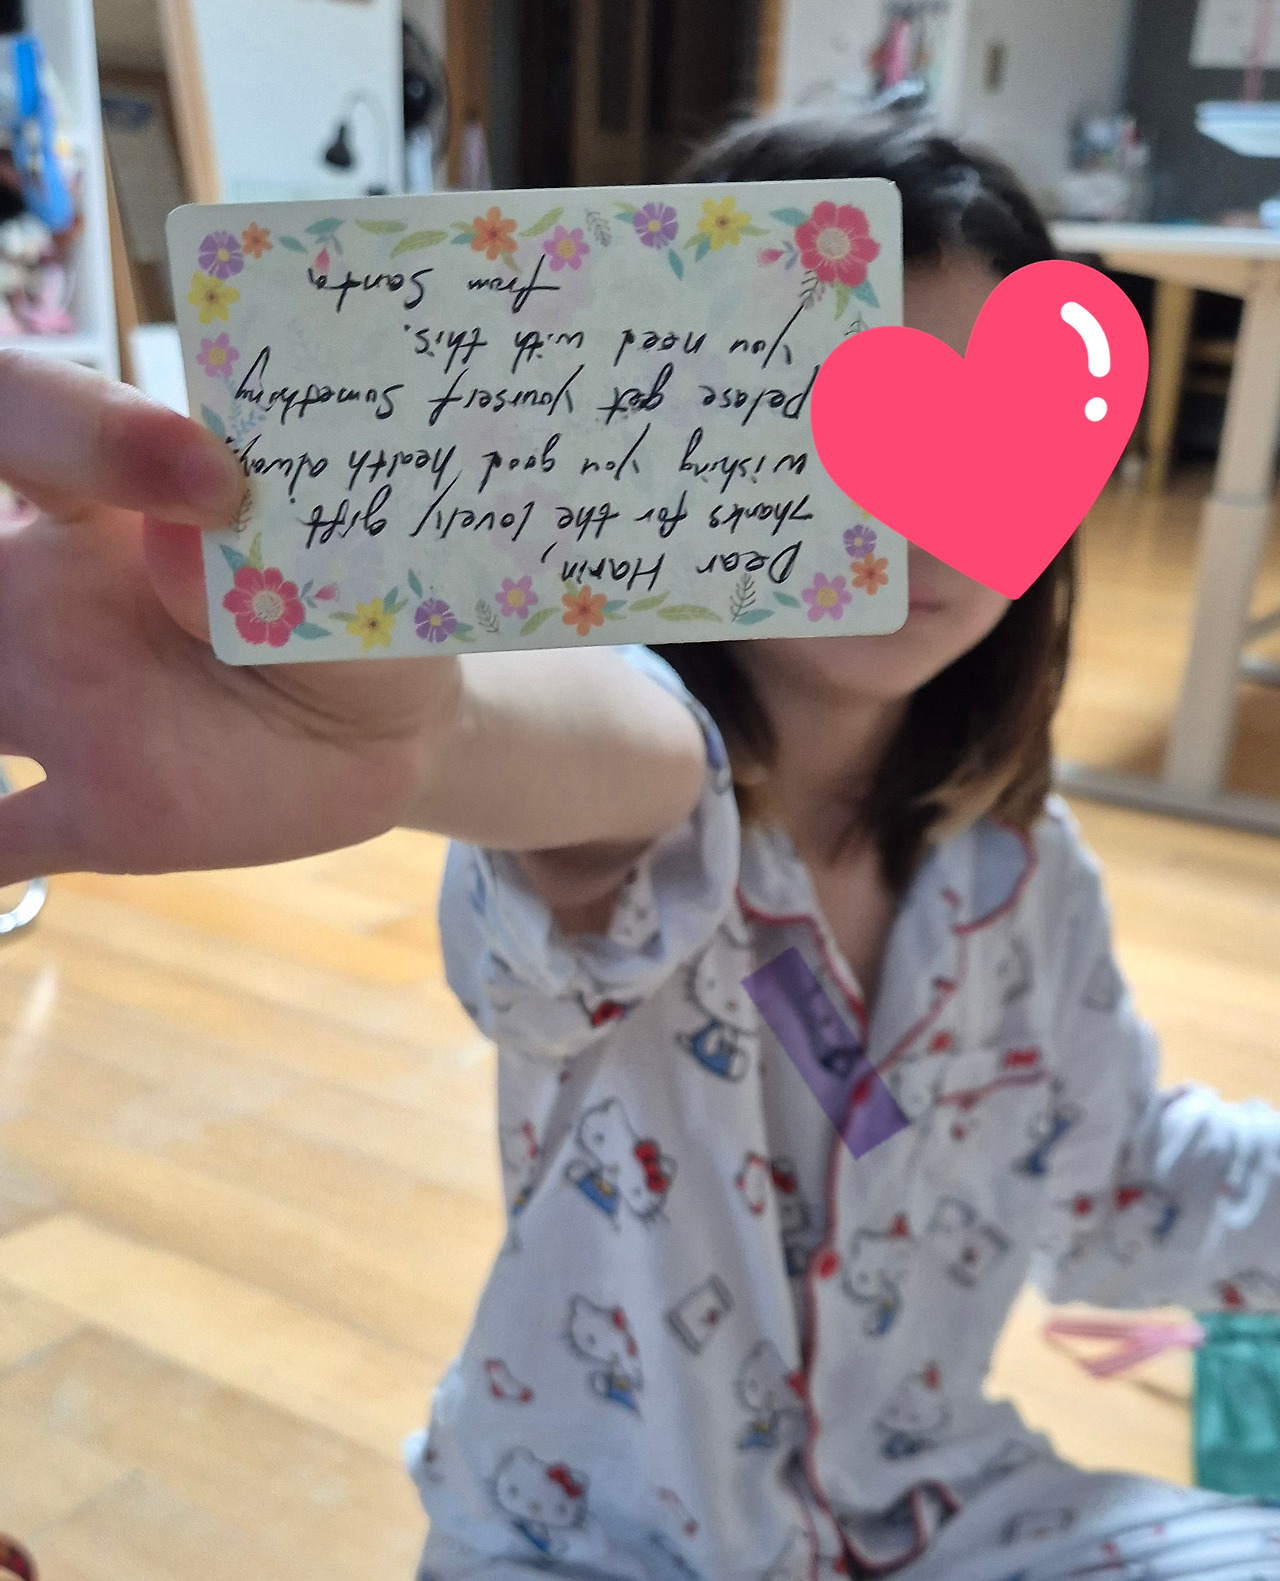 Dear Harin,
Thanks for the lovely gift.
wishing you good health always,
pelase get yourself something
you need with this.
from Santa